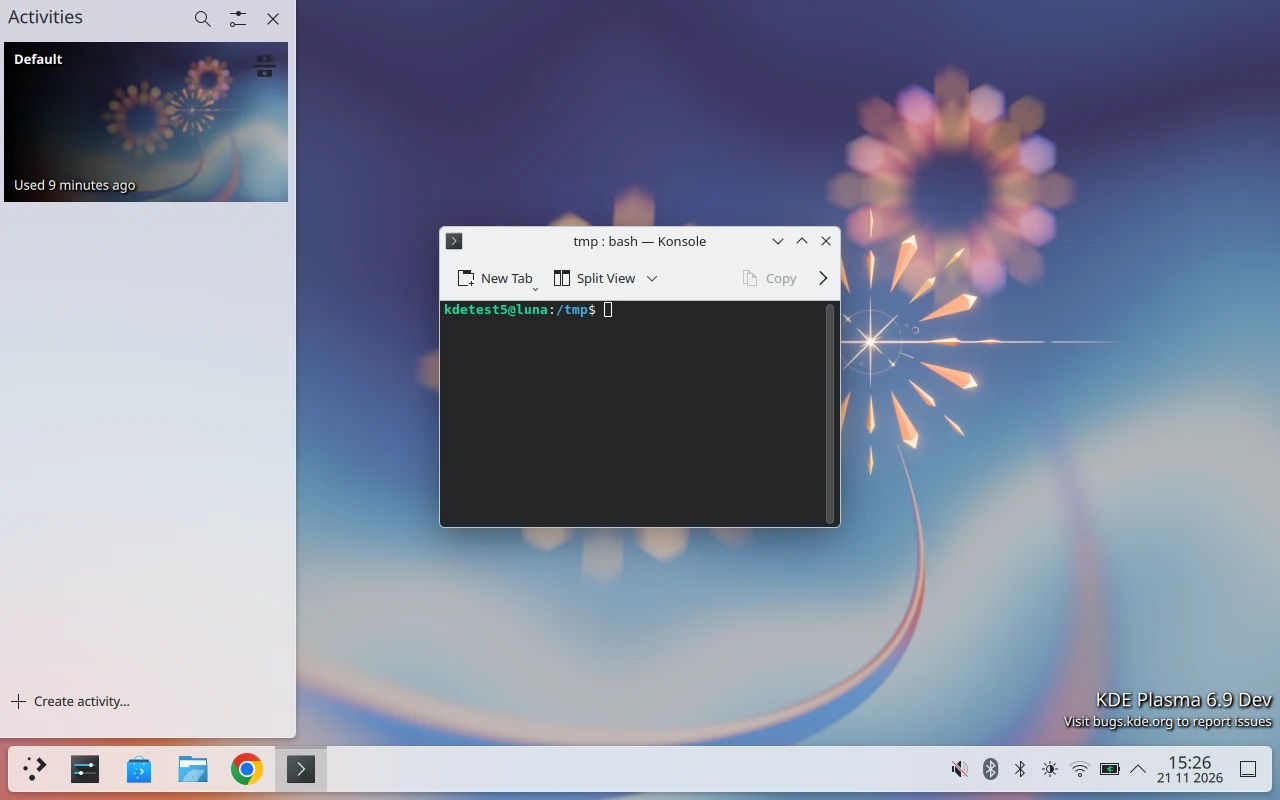 Activities
Default
Used 9 minutes ago
Create activity...
tmp : bash — Konsole
New Tab
Split View
Copy
kdetest5@luna:/tmp$
KDE Plasma 6.9 Dev
Visit bugs.kde.org to report issues
15:26
21 11 2026